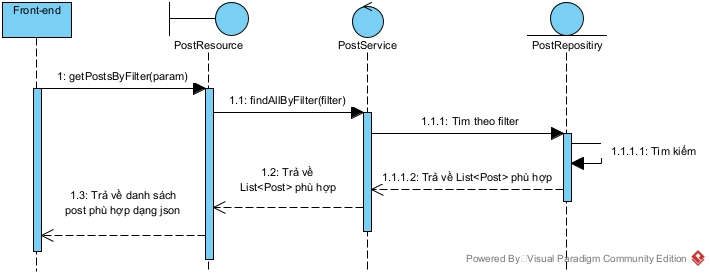 Front-end
PostResource
PostService
PostRepositiry
1: getPostsByFilter(param)
1.1: findAllByFilter(filter)
1.1.1: Tìm theo filter
1.1.1.1: Tìm kiếm
1.1.1.2: Trả về List<Post> phù hợp
1.2: Trả về
List<Post> phù hợp
1.3: Trả về danh sách
post phù hợp dạng json
Powered By Visual Paradigm Community Edition